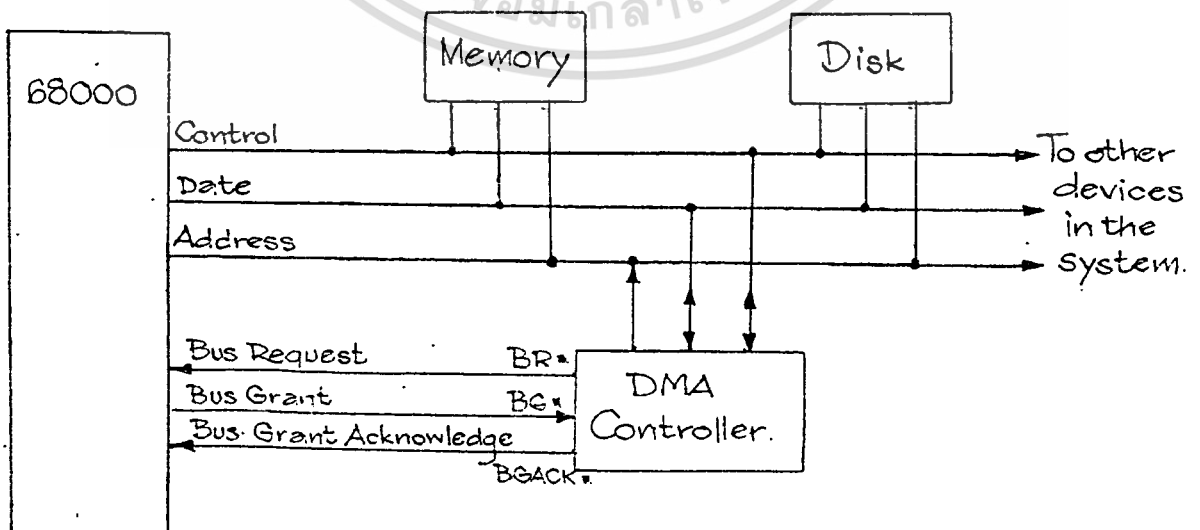 Memory
Disk
68000
Control
Date
Address
To other
devices
in the
system.
Bus Request BR*
Bus Grant BG*
Bus Grant Acknowledge
BGACK*
DMA
Controller.